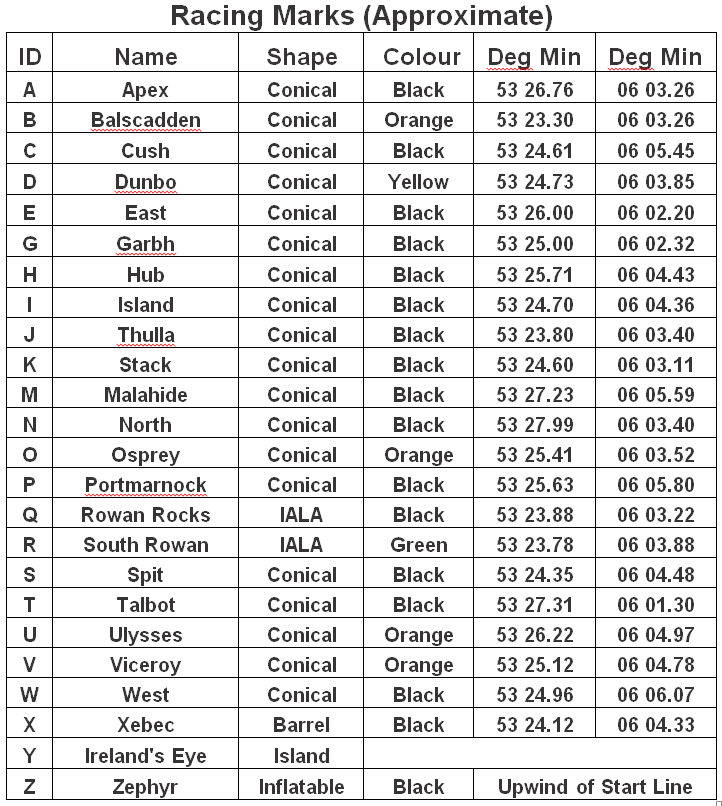 Racing Marks (Approximate)
ID Name Shape Colour Deg Min Deg Min
A Apex Conical Black 53 26.76 06 03.26
B Balscadden Conical Orange 53 23.30 06 03.26
C Cush Conical Black 53 24.61 06 05.45
D Dunbo Conical Yellow 53 24.73 06 03.85
E East Conical Black 53 26.00 06 02.20
G Garbh Conical Black 53 25.00 06 02.32
H Hub Conical Black 53 25.71 06 04.43
I Island Conical Black 53 24.70 06 04.36
J Thulla Conical Black 53 23.80 06 03.40
K Stack Conical Black 53 24.60 06 03.11
M Malahide Conical Black 53 27.23 06 05.59
N North Conical Black 53 27.99 06 03.40
O Osprey Conical Orange 53 25.41 06 03.52
P Portmarnock Conical Black 53 25.63 06 05.80
Q Rowan Rocks IALA Black 53 23.88 06 03.22
R South Rowan IALA Green 53 23.78 06 03.88
S Spit Conical Black 53 24.35 06 04.48
T Talbot Conical Black 53 27.31 06 01.30
U Ulysses Conical Orange 53 26.22 06 04.97
V Viceroy Conical Orange 53 25.12 06 04.78
W West Conical Black 53 24.96 06 06.07
X Xebec Barrel Black 53 24.12 06 04.33
Y Ireland's Eye Island
Z Zephyr Inflatable Black Upwind of Start Line